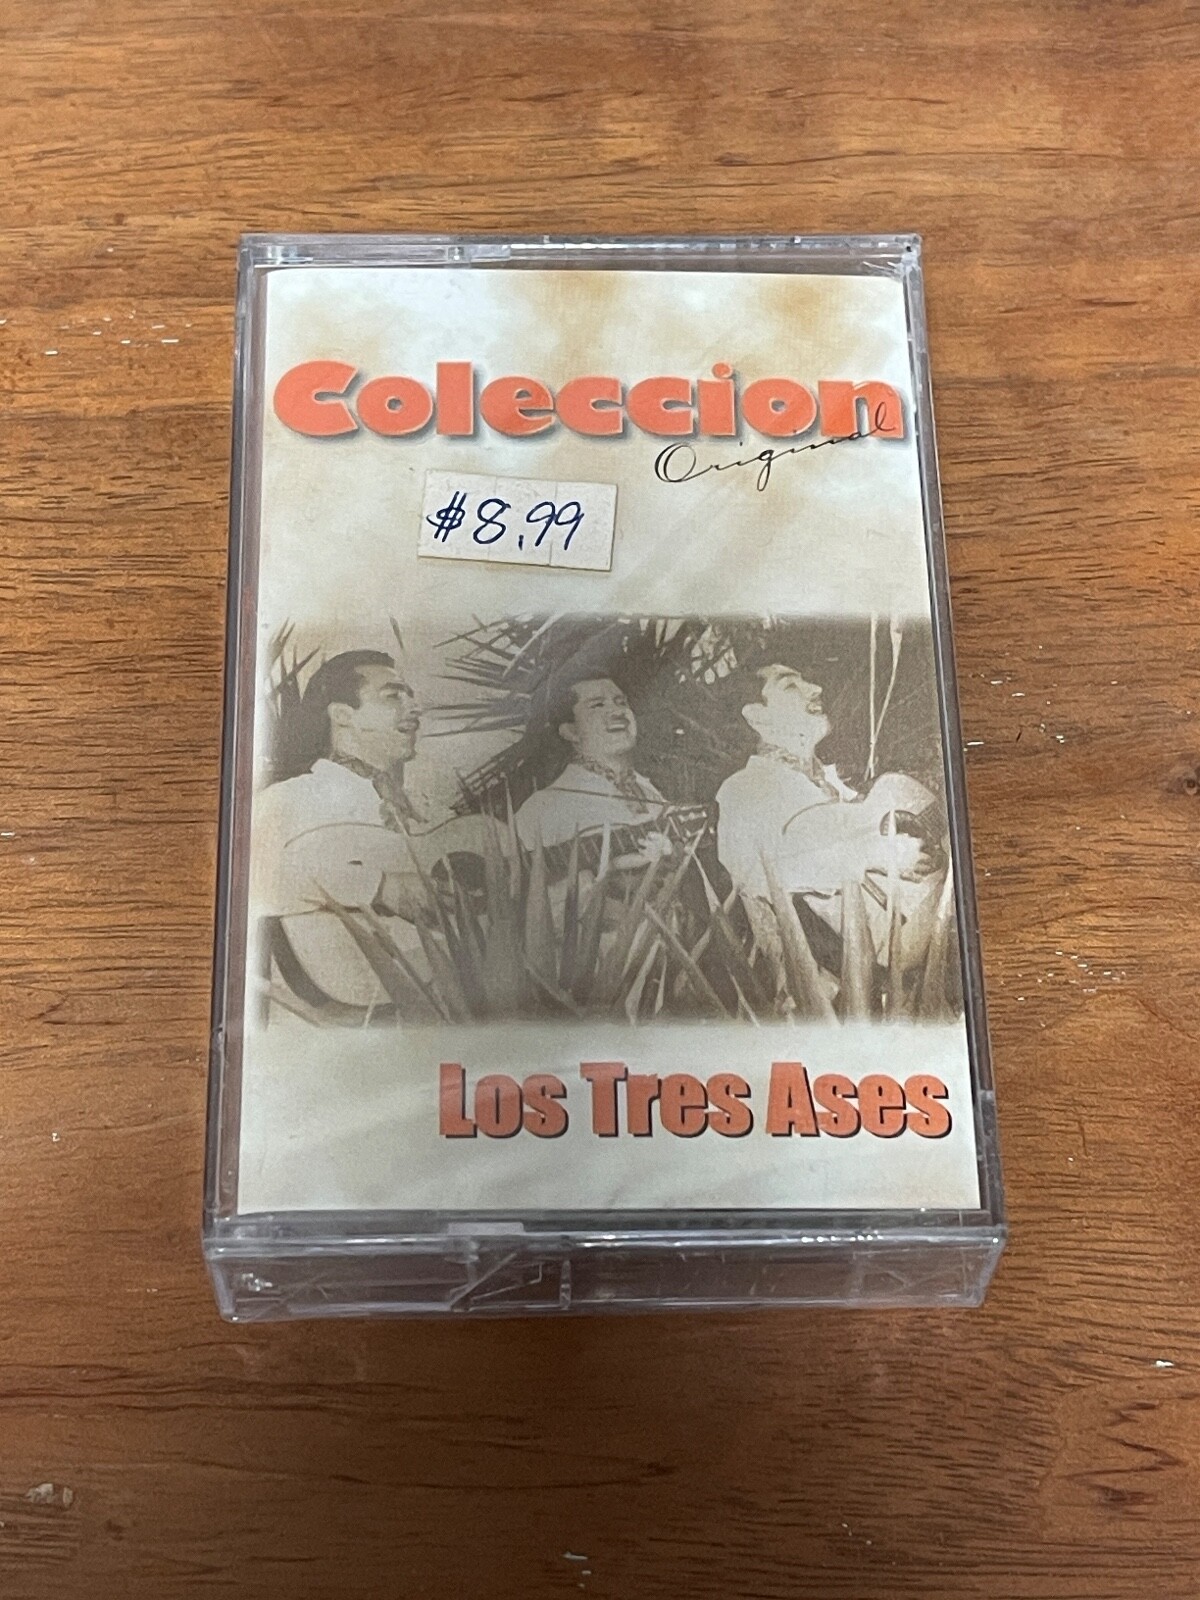 Coleccion
Original
$8.99
Los Tres Ases